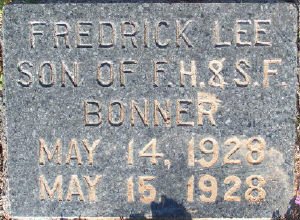 FREDRICK LEE
SON OF F.H.&S.F.
BONNER
MAY 14, 1928
MAY 15, 1928